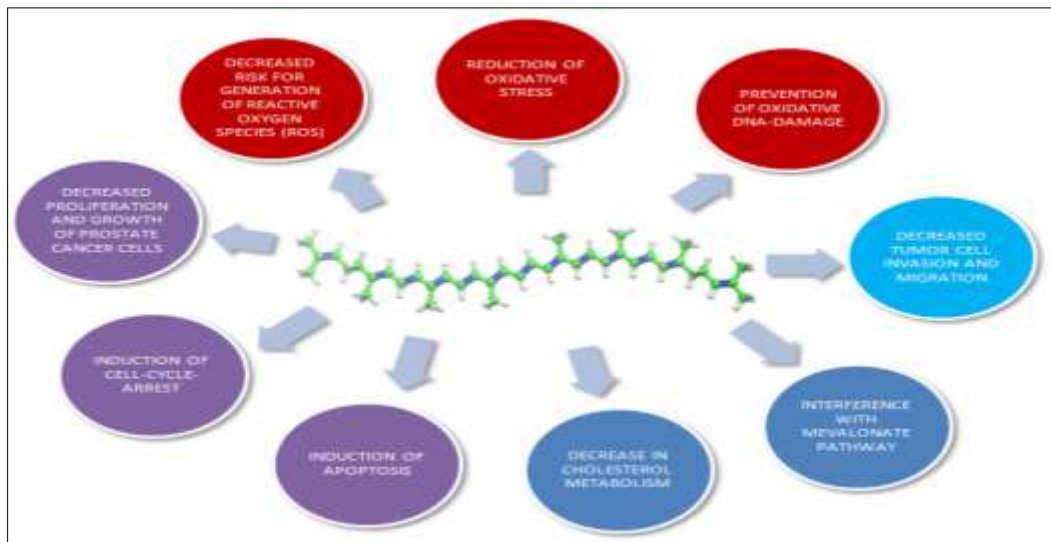 DECREASED
RISK FOR
GENERATION
OF REACTIVE
OXYGEN
SPECIES (ROS)
REDUCTION OF
OXIDATIVE
STRESS
PREVENTION
OF OXIDATIVE
DNA-DAMAGE
DECREASED
PROLIFERATION
AND GROWTH
OF PROSTATE
CANCER CELLS
DECREASED
TUMOR CELL
INVASION AND
MIGRATION
INDUCTION OF
CELL-CYCLE-
ARREST
INTERFERENCE
WITH
MEVALONATE
PATHWAY
INDUCTION OF
APOPTOSIS
DECREASE IN
CHOLESTEROL
METABOLISM